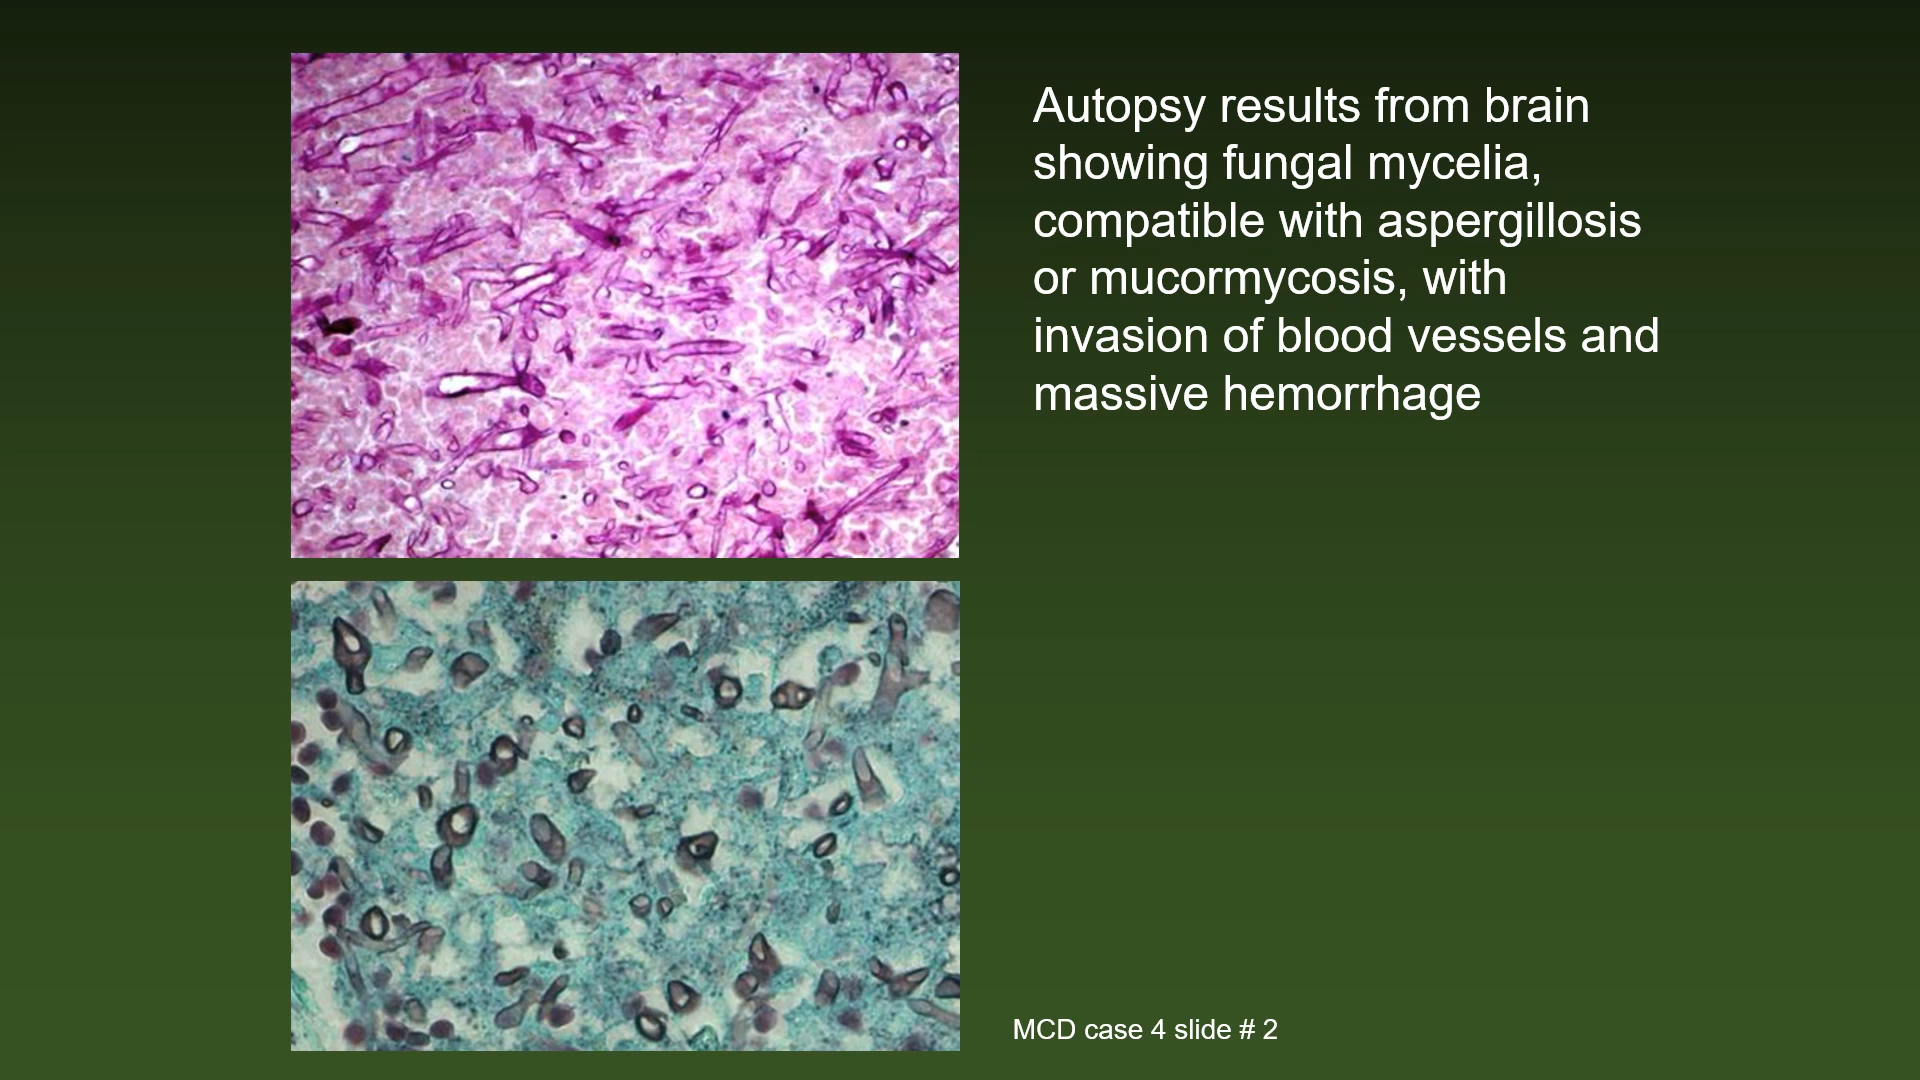 Autopsy results from brain
showing fungal mycelia,
compatible with aspergillosis
or mucormycosis, with
invasion of blood vessels and
massive hemorrhage
MCD case 4 slide # 2